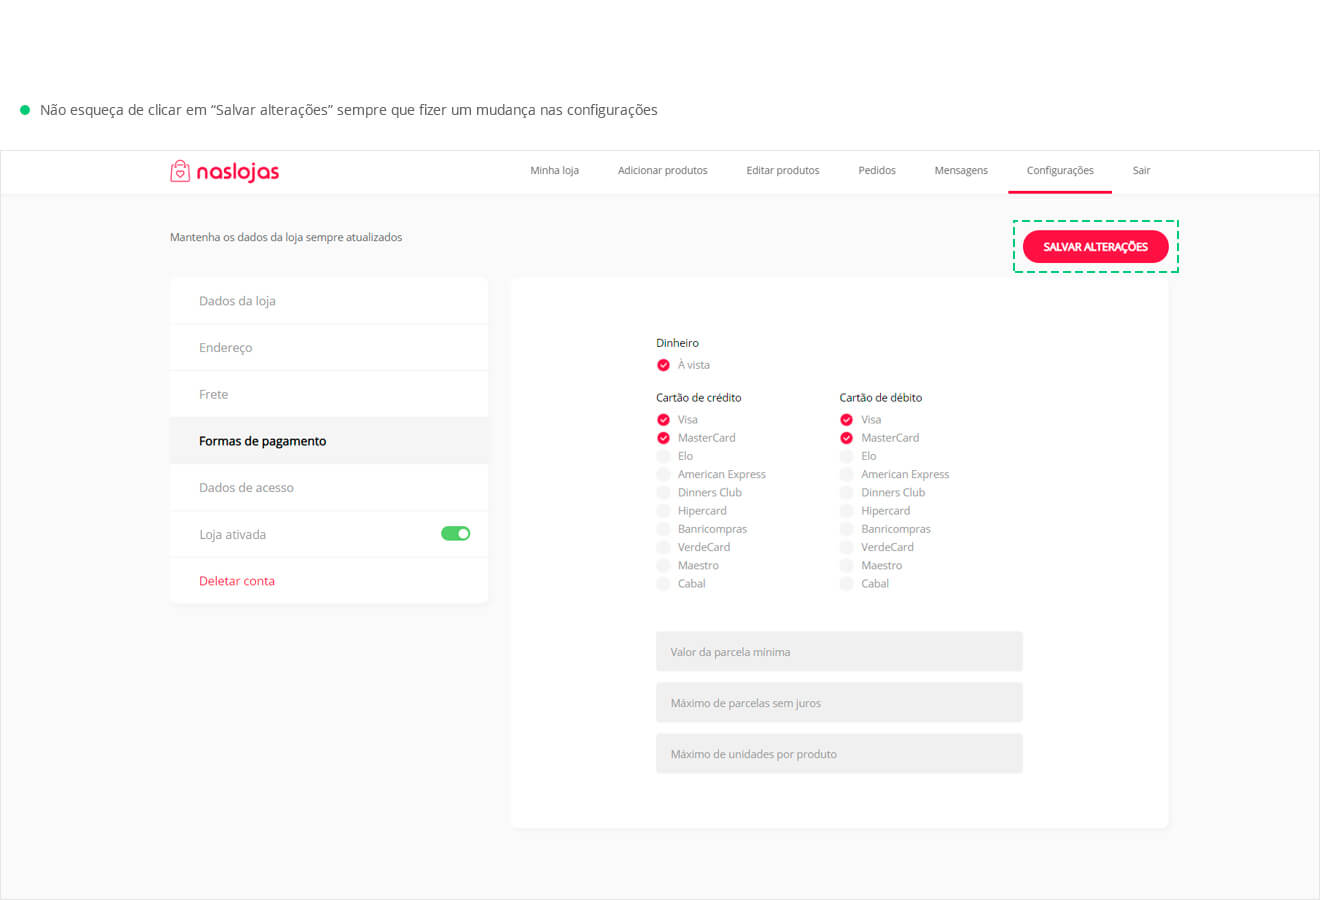 Não esqueça de clicar em “Salvar alterações” sempre que fizer um mudança nas configurações
naslojas
Minha loja
Adicionar produtos
Editar produtos
Pedidos
Mensagens
Configurações
Sair
Mantenha os dados da loja sempre atualizados
SALVAR ALTERAÇÕES
Dados da loja
Endereço
Frete
Formas de pagamento
Dados de acesso
Loja ativada
Deletar conta
Dinheiro
À vista
Cartão de crédito
Visa
MasterCard
Elo
American Express
Dinners Club
Hipercard
Banricompras
VerdeCard
Maestro
Cabal
Cartão de débito
Visa
MasterCard
Elo
American Express
Dinners Club
Hipercard
Banricompras
VerdeCard
Maestro
Cabal
Valor da parcela mínima
Máximo de parcelas sem juros
Máximo de unidades por produto